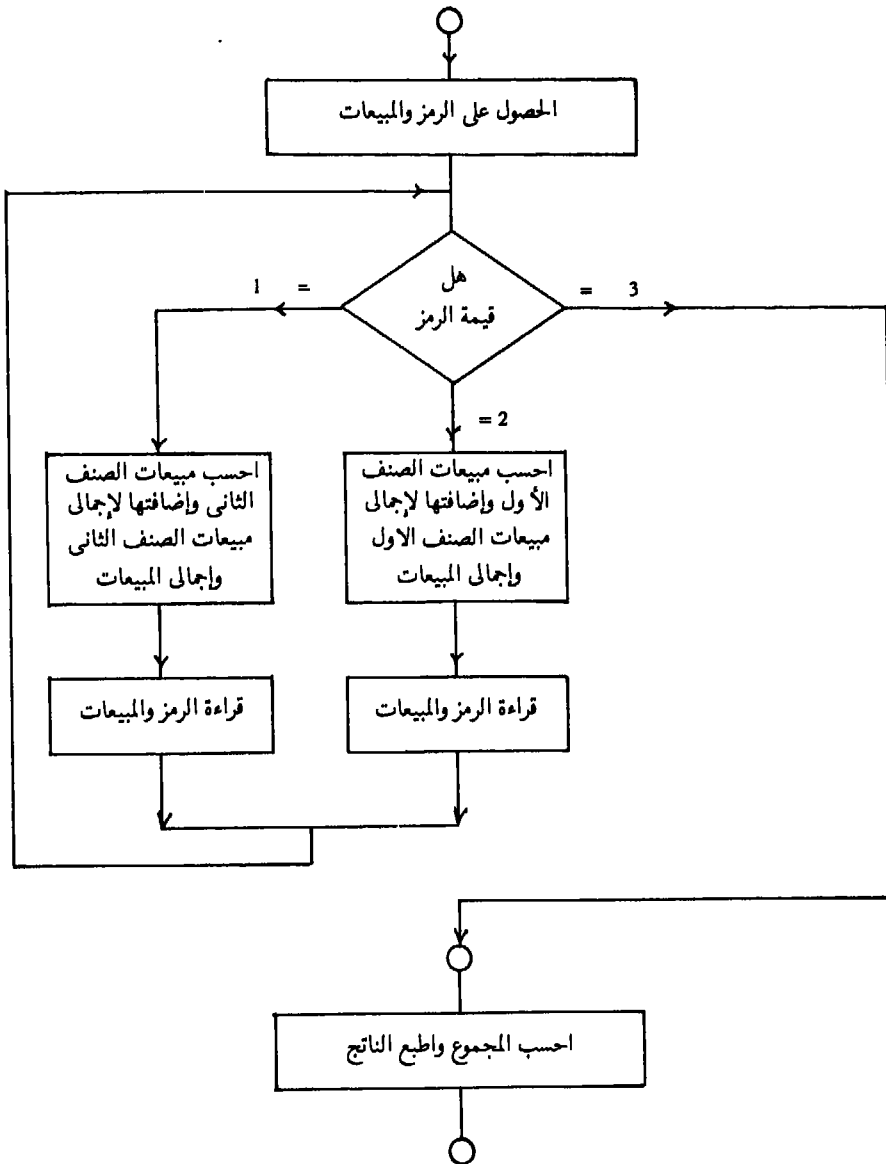 الحصول على الرمز والمبيعات
هل
قيمة الرمز
= 1
= 3
= 2
احسب مبيعات الصنف
الثانى وإضافتها لإجمالى
مبيعات الصنف الثانى
وإجمالى المبيعات
احسب مبيعات الصنف
الأول وإضافتها لإجمالى
مبيعات الصنف الاول
وإجمالى المبيعات
قراءة الرمز والمبيعات
قراءة الرمز والمبيعات
احسب المجموع واطبع الناتج